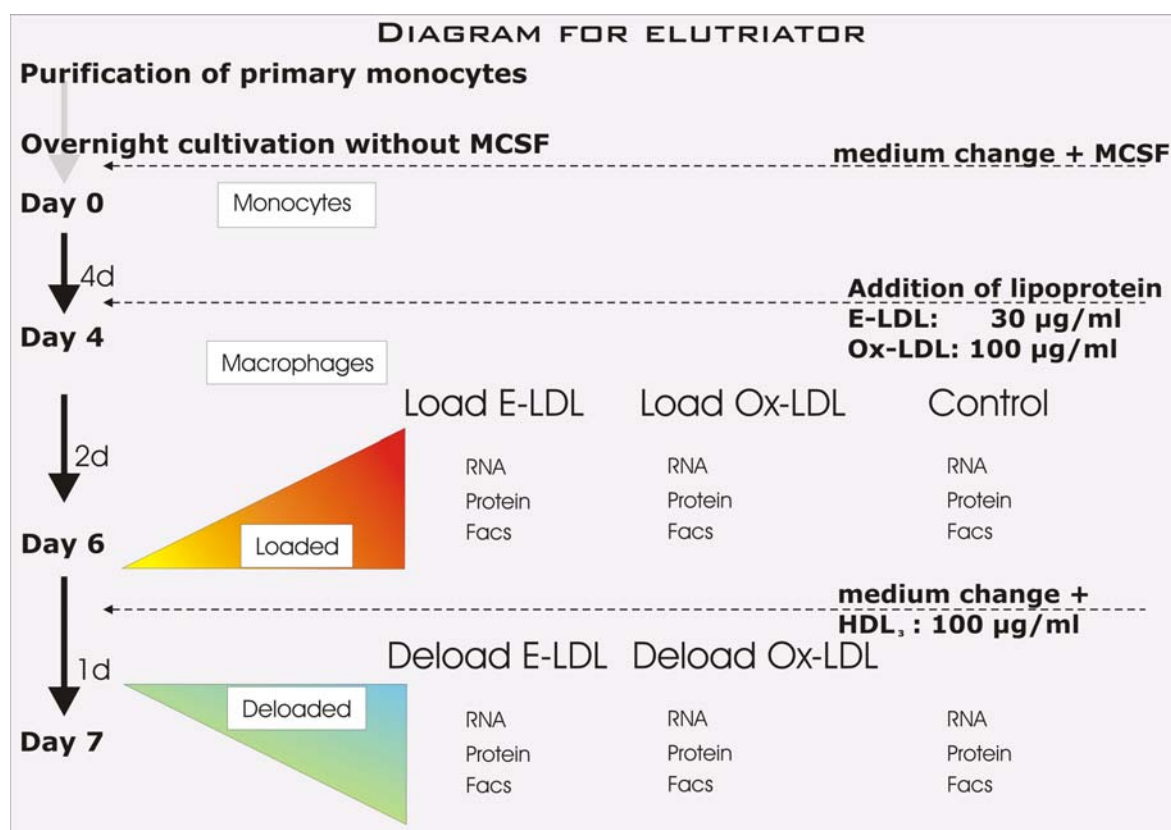 DIAGRAM FOR ELUTRIATOR
Purification of primary monocytes
Overnight cultivation without MCSF
medium change + MCSF
Day 0
Monocytes
4d
Addition of lipoprotein
E-LDL: 30 µg/ml
Ox-LDL: 100 µg/ml
Day 4
Macrophages
Load E-LDL Load Ox-LDL Control
2d
RNA RNA RNA
Protein Protein Protein
Facs Facs Facs
Day 6
Loaded
medium change +
HDL₃ : 100 µg/ml
Deload E-LDL Deload Ox-LDL
1d
Deloaded
RNA RNA RNA
Day 7
Protein Protein Protein
Facs Facs Facs